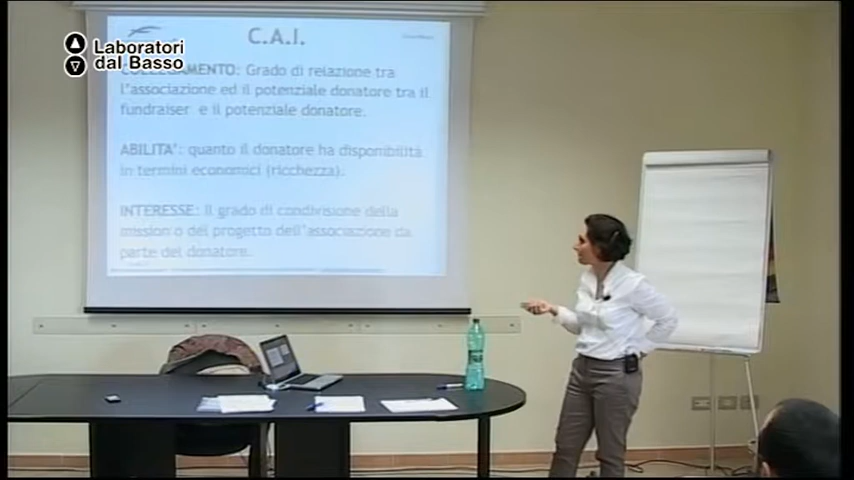 Laboratori
dal Basso
C.A.I.
COLLEGAMENTO: Grado di relazione tra
l'associazione ed il potenziale donatore tra il
fundraiser e il potenziale donatore.
ABILITA': quanto il donatore ha disponibilità
in termini economici (ricchezza).
INTERESSE: il grado di condivisione della
mission o del progetto dell'associazione da
parte del donatore.